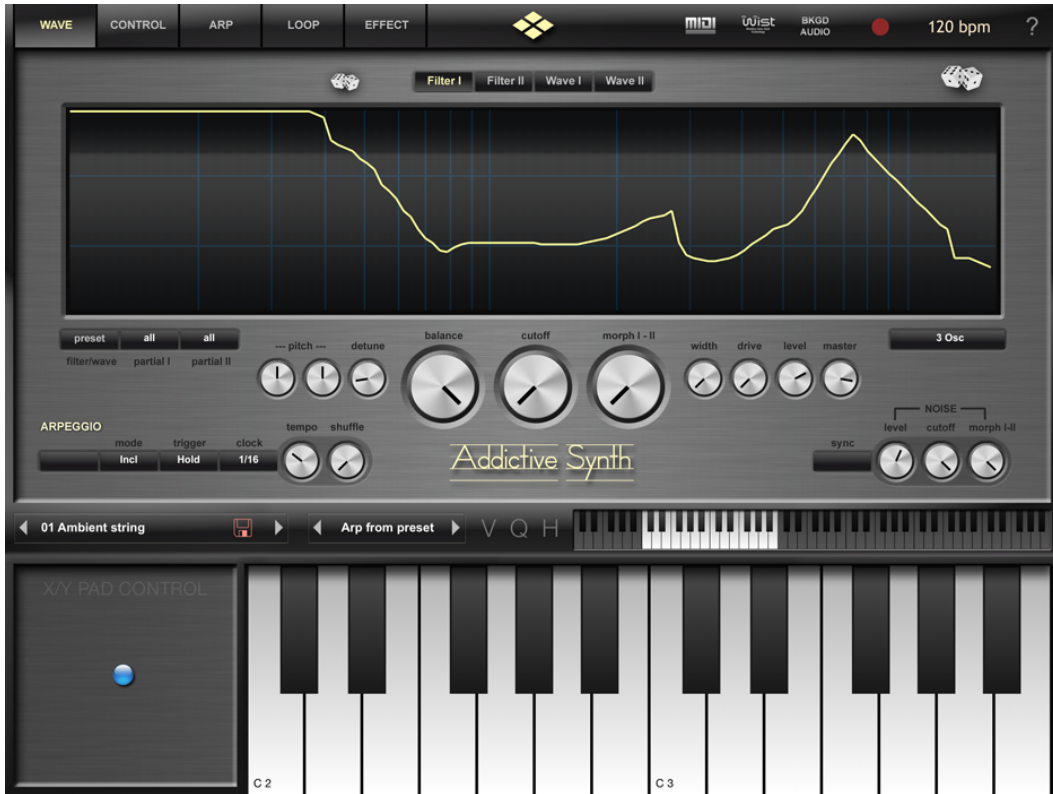 WAVE CONTROL ARP LOOP EFFECT MIDI Wist BKGD AUDIO 120 bpm ?
Filter I Filter II Wave I Wave II
preset all all
filter/wave partial I partial II
--- pitch --- detune balance cutoff morph I - II width drive level master
3 Osc
ARPEGGIO
mode trigger clock tempo shuffle
Incl Hold 1/16
Addictive Synth
NOISE
sync level cutoff morph I-II
01 Ambient string Arp from preset V Q H
X/Y PAD CONTROL
C 2 C 3